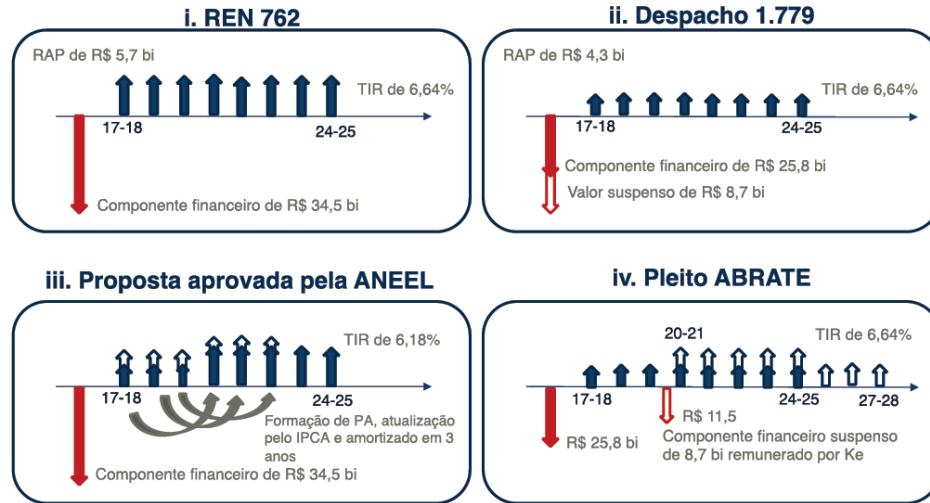 i. REN 762
RAP de R$ 5,7 bi
TIR de 6,64%
17-18
24-25
Componente financeiro de R$ 34,5 bi
ii. Despacho 1.779
RAP de R$ 4,3 bi
TIR de 6,64%
17-18
24-25
Componente financeiro de R$ 25,8 bi
Valor suspenso de R$ 8,7 bi
iii. Proposta aprovada pela ANEEL
TIR de 6,18%
17-18
24-25
Formação de PA, atualização
pelo IPCA e amortizado em 3
anos
Componente financeiro de R$ 34,5 bi
iv. Pleito ABRATE
20-21
TIR de 6,64%
17-18
24-25
27-28
R$ 11,5
R$ 25,8 bi
Componente financeiro suspenso
de 8,7 bi remunerado por Ke